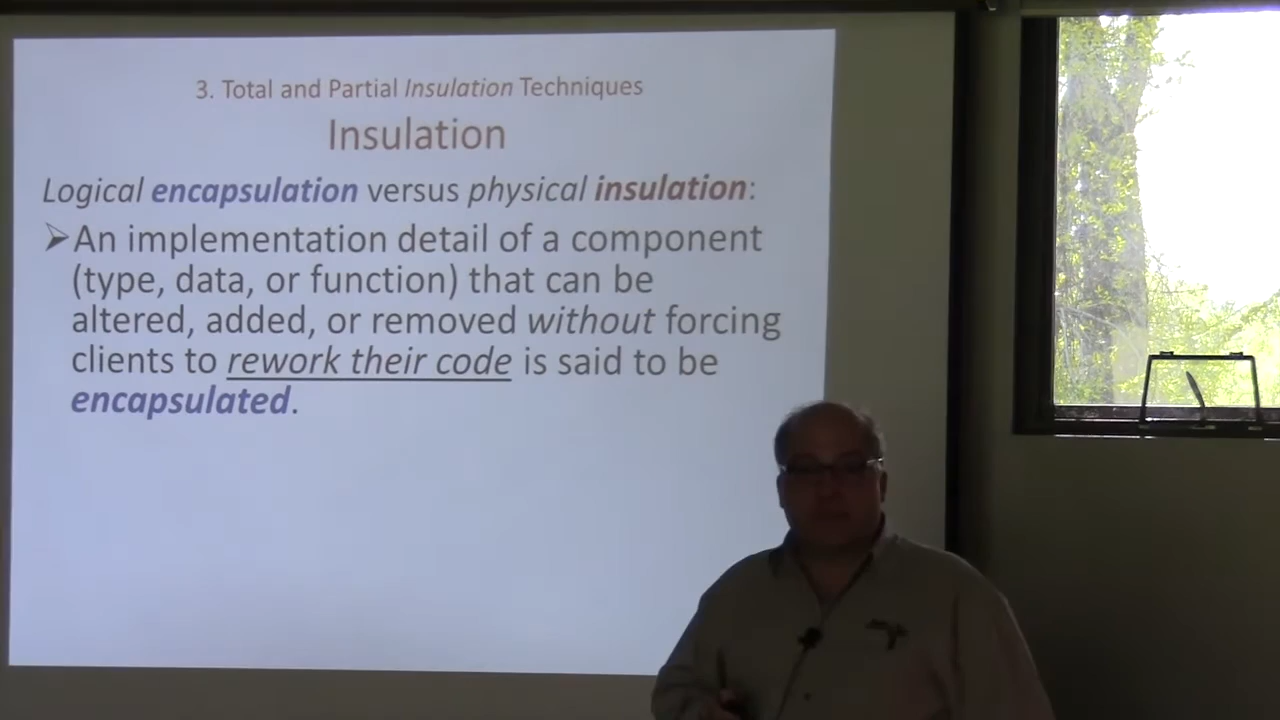 3. Total and Partial Insulation Techniques
Insulation
Logical encapsulation versus physical insulation:
➢An implementation detail of a component
(type, data, or function) that can be
altered, added, or removed without forcing
clients to rework their code is said to be
encapsulated.